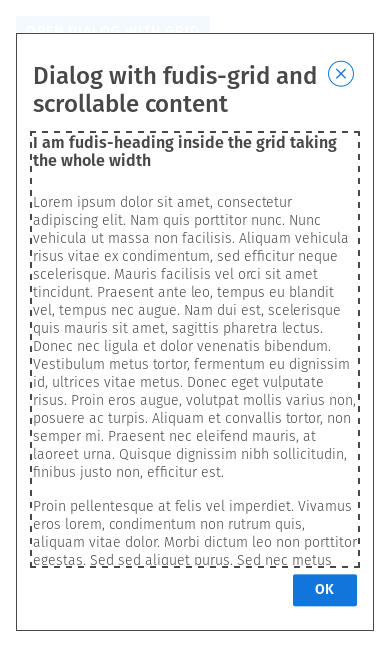 OPEN DIALOG WITH GRID
Dialog with fudis-grid and
scrollable content
I am fudis-heading inside the grid taking
the whole width
Lorem ipsum dolor sit amet, consectetur
adipiscing elit. Nam quis porttitor nunc. Nunc
vehicula ut massa non facilisis. Aliquam vehicula
risus vitae ex condimentum, sed efficitur neque
scelerisque. Mauris facilisis vel orci sit amet
tincidunt. Praesent ante leo, tempus eu blandit
vel, tempus nec augue. Nam dui est, scelerisque
quis mauris sit amet, sagittis pharetra lectus.
Donec nec ligula et dolor venenatis bibendum.
Vestibulum metus tortor, fermentum eu dignissim
id, ultrices vitae metus. Donec eget vulputate
risus. Proin eros augue, volutpat mollis varius non,
posuere ac turpis. Aliquam et convallis tortor, non
semper mi. Praesent nec eleifend mauris, at
laoreet urna. Quisque dignissim nibh sollicitudin,
finibus justo non, efficitur est.
Proin pellentesque at felis vel imperdiet. Vivamus
eros lorem, condimentum non rutrum quis,
aliquam vitae dolor. Morbi dictum leo non porttitor
egestas. Sed sed aliquet purus. Sed nec metus
OK